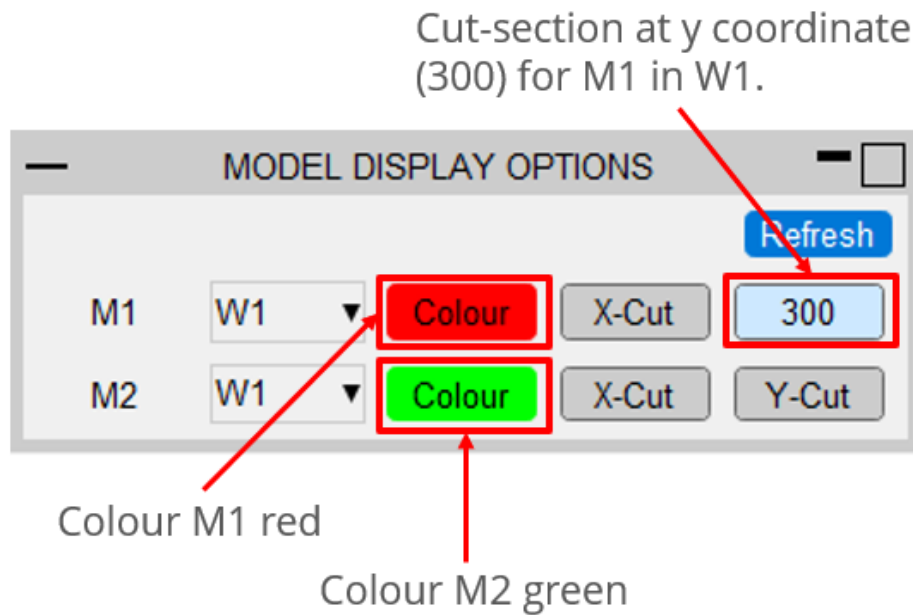 Cut-section at y coordinate
(300) for M1 in W1.
MODEL DISPLAY OPTIONS
Refresh
M1 W1 Colour X-Cut 300
M2 W1 Colour X-Cut Y-Cut
Colour M1 red
Colour M2 green